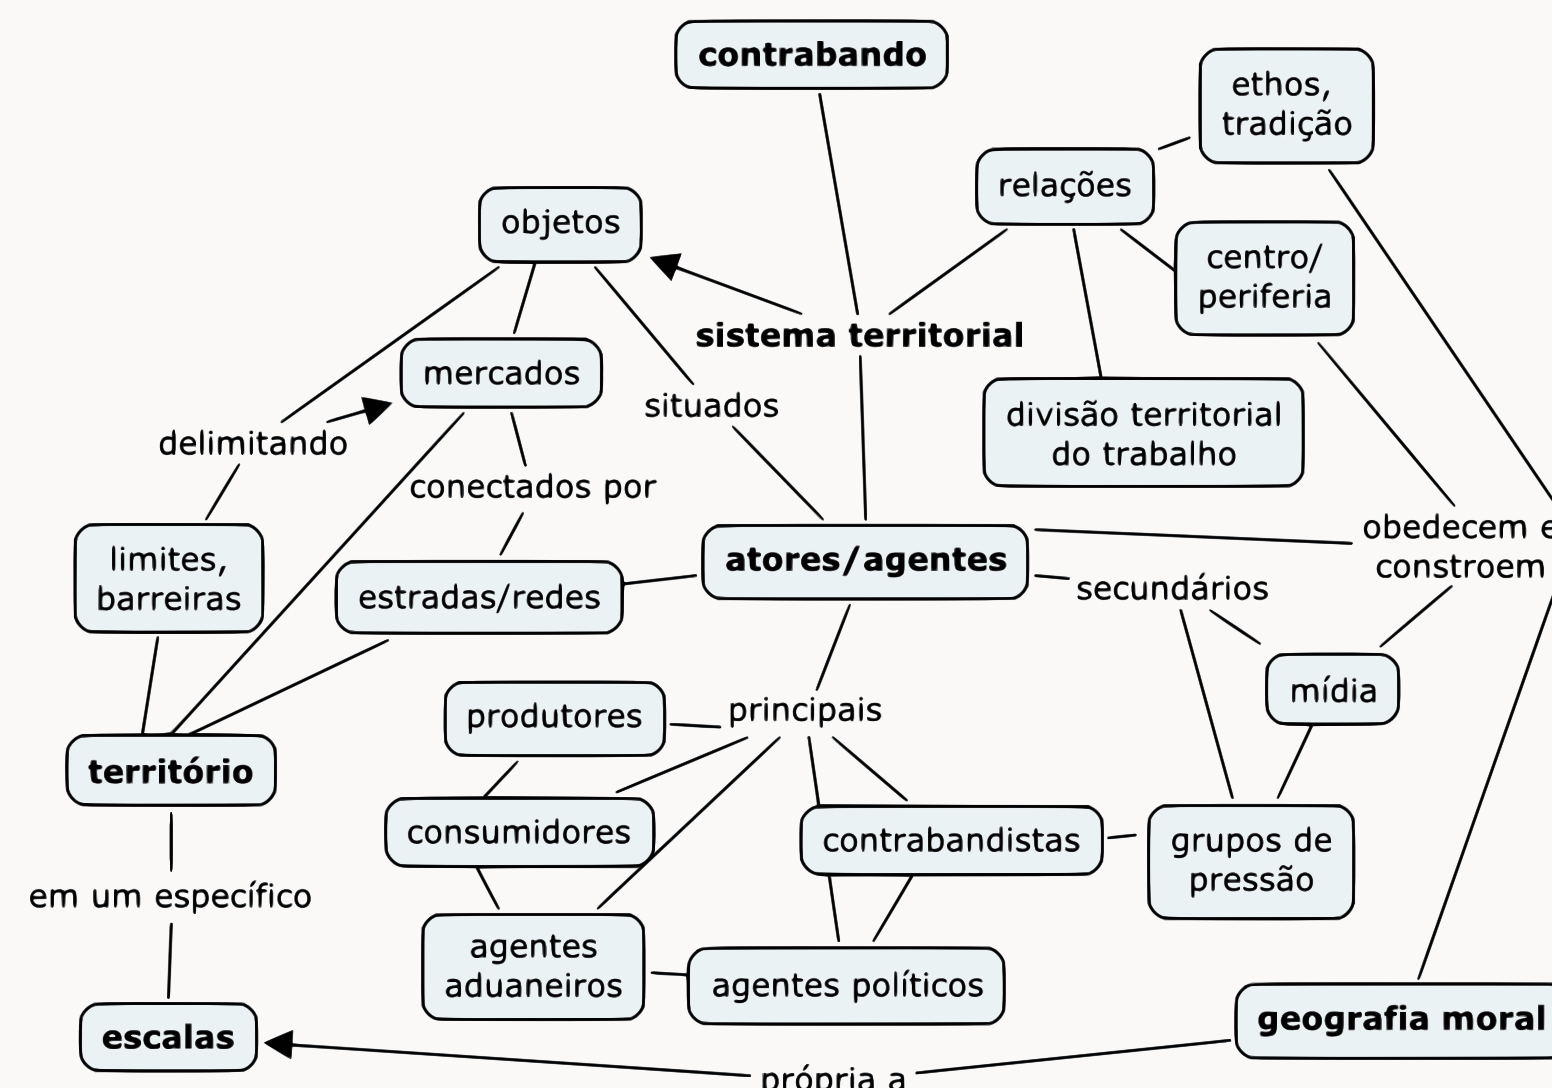 contrabando
ethos,
tradição
relações
objetos
centro/
periferia
sistema territorial
mercados
situados
divisão territorial
do trabalho
delimitando
conectados por
obedecem e
constroem
limites,
barreiras
atores/agentes
estradas/redes
secundários
mídia
produtores
principais
território
consumidores
contrabandistas
grupos de
pressão
em um específico
agentes
aduaneiros
agentes políticos
geografia moral
escalas
própria a